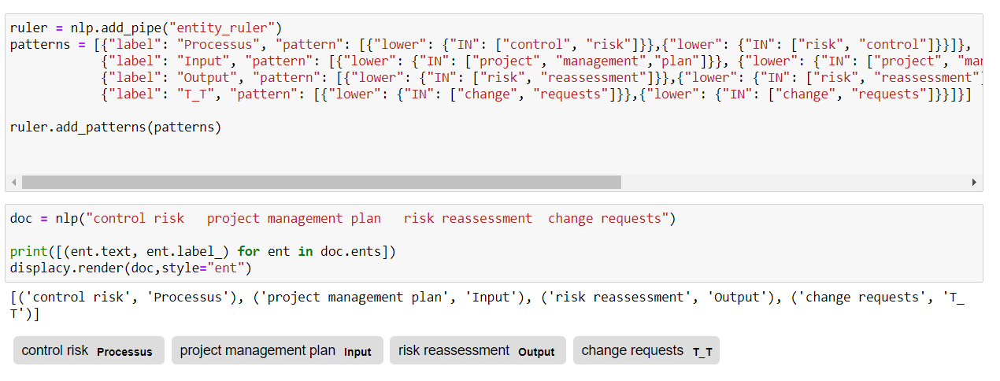 ruler = nlp.add_pipe("entity_ruler")
patterns = [{"label": "Processus", "pattern": [{"lower": {"IN": ["control", "risk"]}},{"lower": {"IN": ["risk", "control"]}}]},
{"label": "Input", "pattern": [{"lower": {"IN": ["project", "management","plan"]}}, {"lower": {"IN": ["project", "mar
{"label": "Output", "pattern": [{"lower": {"IN": ["risk", "reassessment"]}},{"lower": {"IN": ["risk", "reassessment"]
{"label": "T_T", "pattern": [{"lower": {"IN": ["change", "requests"]}},{"lower": {"IN": ["change", "requests"]}}]}]
ruler.add_patterns(patterns)
doc = nlp("control risk   project management plan   risk reassessment  change requests")
print([(ent.text, ent.label_) for ent in doc.ents])
displacy.render(doc,style="ent")
[('control risk', 'Processus'), ('project management plan', 'Input'), ('risk reassessment', 'Output'), ('change requests', 'T_
T')]
control risk Processus project management plan Input risk reassessment Output change requests T_T